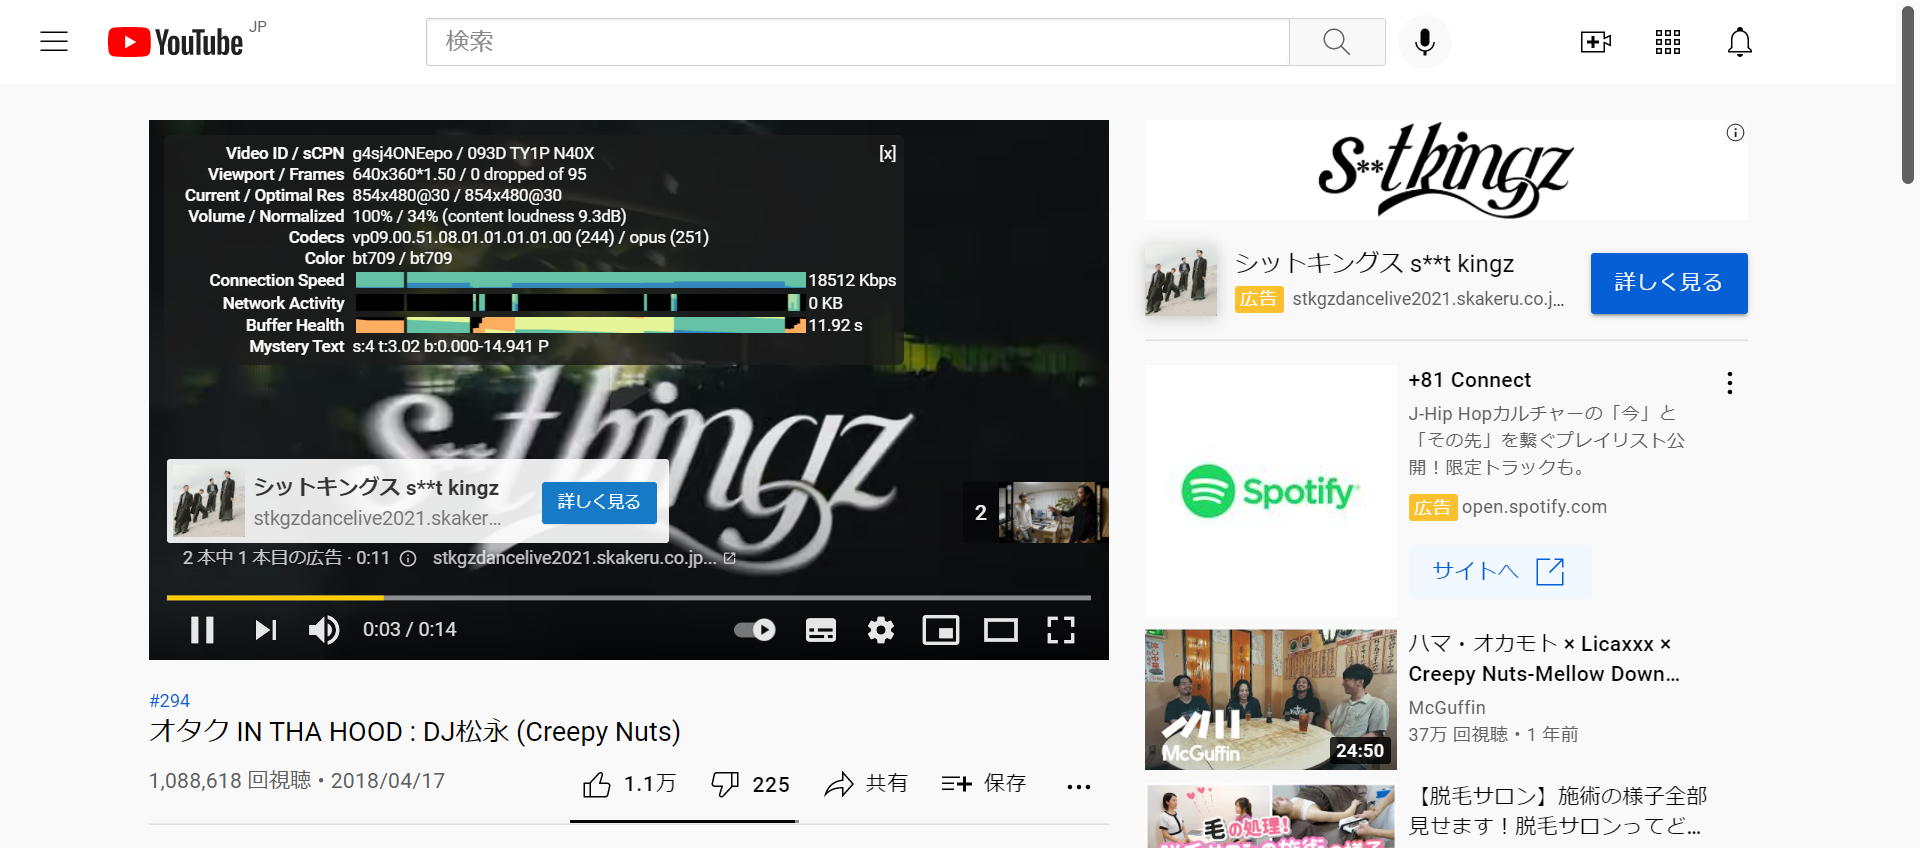 YouTube JP
検索
Video ID / sCPN g4sj4ONEepo / 093D TY1P N40X
[x]
Viewport / Frames 640x360*1.50 / 0 dropped of 95
Current / Optimal Res 854x480@30 / 854x480@30
Volume / Normalized 100% / 34% (content loudness 9.3dB)
Codecs vp09.00.51.08.01.01.01.01.00 (244) / opus (251)
Color bt709 / bt709
Connection Speed 18512 Kbps
Network Activity 0 KB
Buffer Health 11.92 s
Mystery Text s:4 t:3.02 b:0.000-14.941 P
s**tkingz
シットキングス s**t kingz
stkgzdancelive2021.skaker...
詳しく見る
2
2 本中 1 本目の広告 · 0:11 stkgzdancelive2021.skakeru.co.jp...
0:03 / 0:14
#294
オタク IN THA HOOD : DJ松永 (Creepy Nuts)
1,088,618 回視聴・2018/04/17
1.1万
225
共有
保存
s**tkingz
シットキングス s**t kingz
広告 stkgzdancelive2021.skakeru.co.j...
詳しく見る
Spotify
+81 Connect
J-Hip Hopカルチャーの「今」と
「その先」を繋ぐプレイリスト公
開！限定トラックも。
広告 open.spotify.com
サイトへ
McGuffin
24:50
ハマ・オカモト × Licaxxx ×
Creepy Nuts-Mellow Down...
McGuffin
37万 回視聴・1 年前
毛の処理!
【脱毛サロン】施術の様子全部
見せます！脱毛サロンってど...